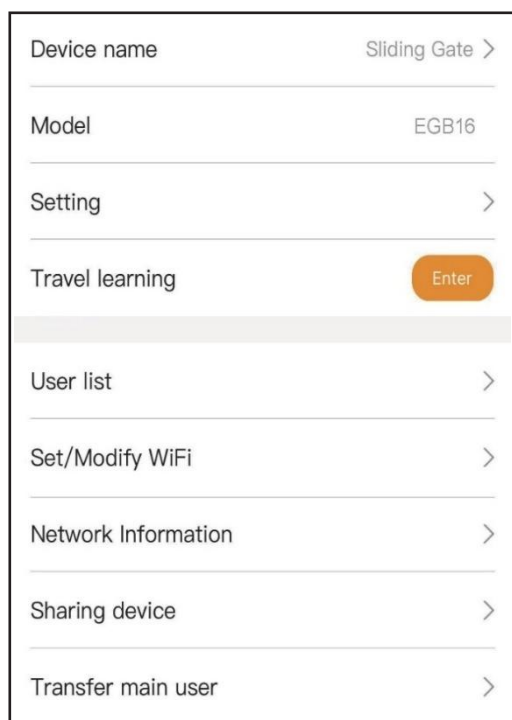 Device name Sliding Gate >
Model EGB16
Setting >
Travel learning Enter
User list >
Set/Modify WiFi >
Network Information >
Sharing device >
Transfer main user >